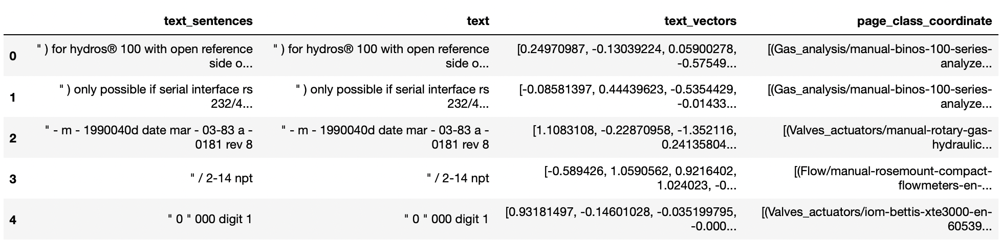 text_sentences text text_vectors page_class_coordinate
0 " ) for hydros® 100 with open reference side o... " ) for hydros® 100 with open reference side o... [0.24970987, -0.13039224, 0.05900278, -0.57549... [(Gas_analysis/manual-binos-100-series-analyze...
1 " ) only possible if serial interface rs 232/4... " ) only possible if serial interface rs 232/4... [-0.08581397, 0.44439623, -0.5354429, -0.01433... [(Gas_analysis/manual-binos-100-series-analyze...
2 " - m - 1990040d date mar - 03-83 a - 0181 rev 8 " - m - 1990040d date mar - 03-83 a - 0181 rev 8 [1.1083108, -0.22870958, -1.352116, 0.24135804... [(Valves_actuators/manual-rotary-gas-hydraulic...
3 " / 2-14 npt " / 2-14 npt [-0.589426, 1.0590562, 0.9216402, 1.024023, -0... [(Flow/manual-rosemount-compact-flowmeters-en-...
4 " 0 " 000 digit 1 " 0 " 000 digit 1 [0.93181497, -0.14601028, -0.035199795, -0.000... [(Valves_actuators/iom-bettis-xte3000-en-60539...